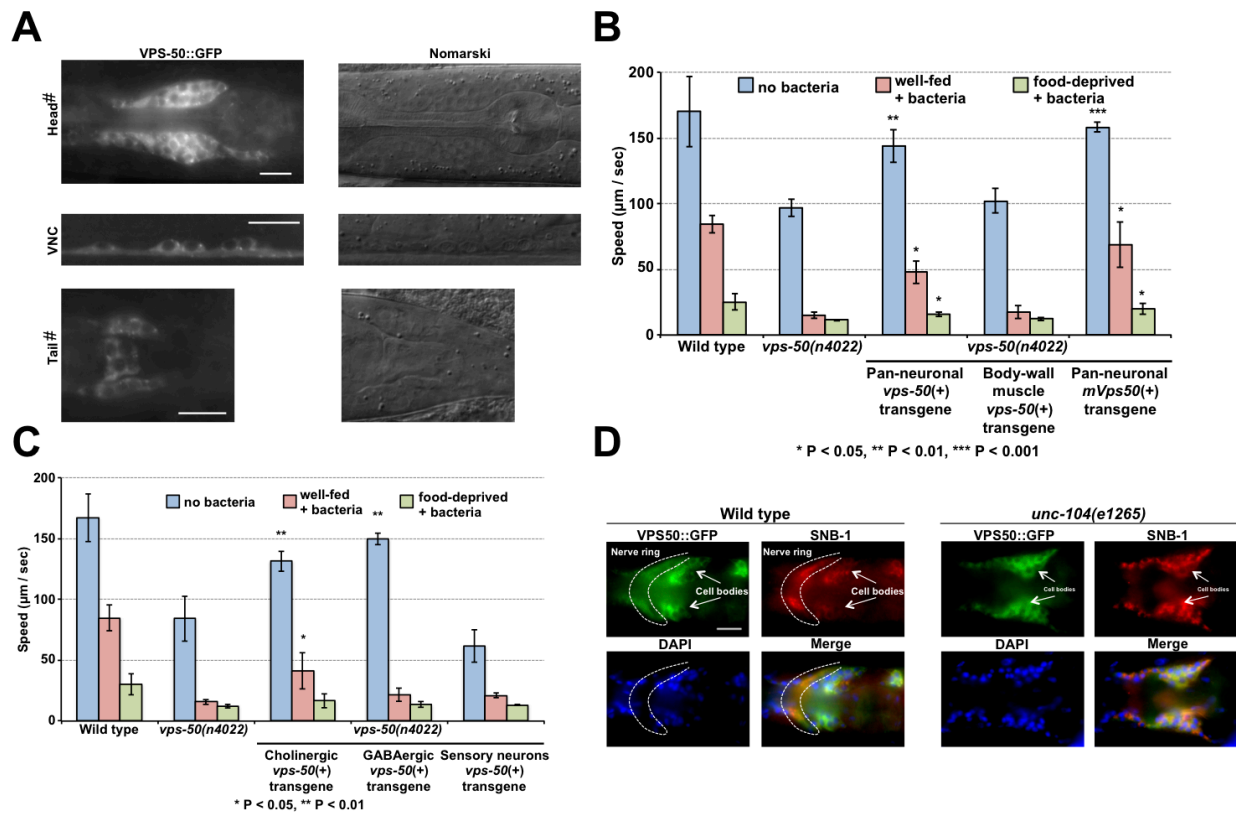 A
VPS-50::GFP
Nomarski
Head#
VNC
Tail#
B
200
150
100
50
0
Speed (µm / sec)
no bacteria
well-fed
+ bacteria
food-deprived
+ bacteria
**
*
*
***
*
*
Wild type
vps-50(n4022)
vps-50(n4022)
Pan-neuronal
vps-50(+)
transgene
Body-wall
muscle
vps-50(+)
transgene
Pan-neuronal
mVps50(+)
transgene
* P < 0.05, ** P < 0.01, *** P < 0.001
C
200
150
100
50
0
Speed (µm / sec)
no bacteria
well-fed
+ bacteria
food-deprived
+ bacteria
**
*
**
Wild type
vps-50(n4022)
vps-50(n4022)
Cholinergic
vps-50(+)
transgene
GABAergic
vps-50(+)
transgene
Sensory neurons
vps-50(+)
transgene
* P < 0.05, ** P < 0.01
D
Wild type
unc-104(e1265)
VPS50::GFP
SNB-1
VPS50::GFP
SNB-1
Nerve ring
Cell bodies
Nerve ring
Cell bodies
Cell bodies
Cell bodies
DAPI
Merge
DAPI
Merge